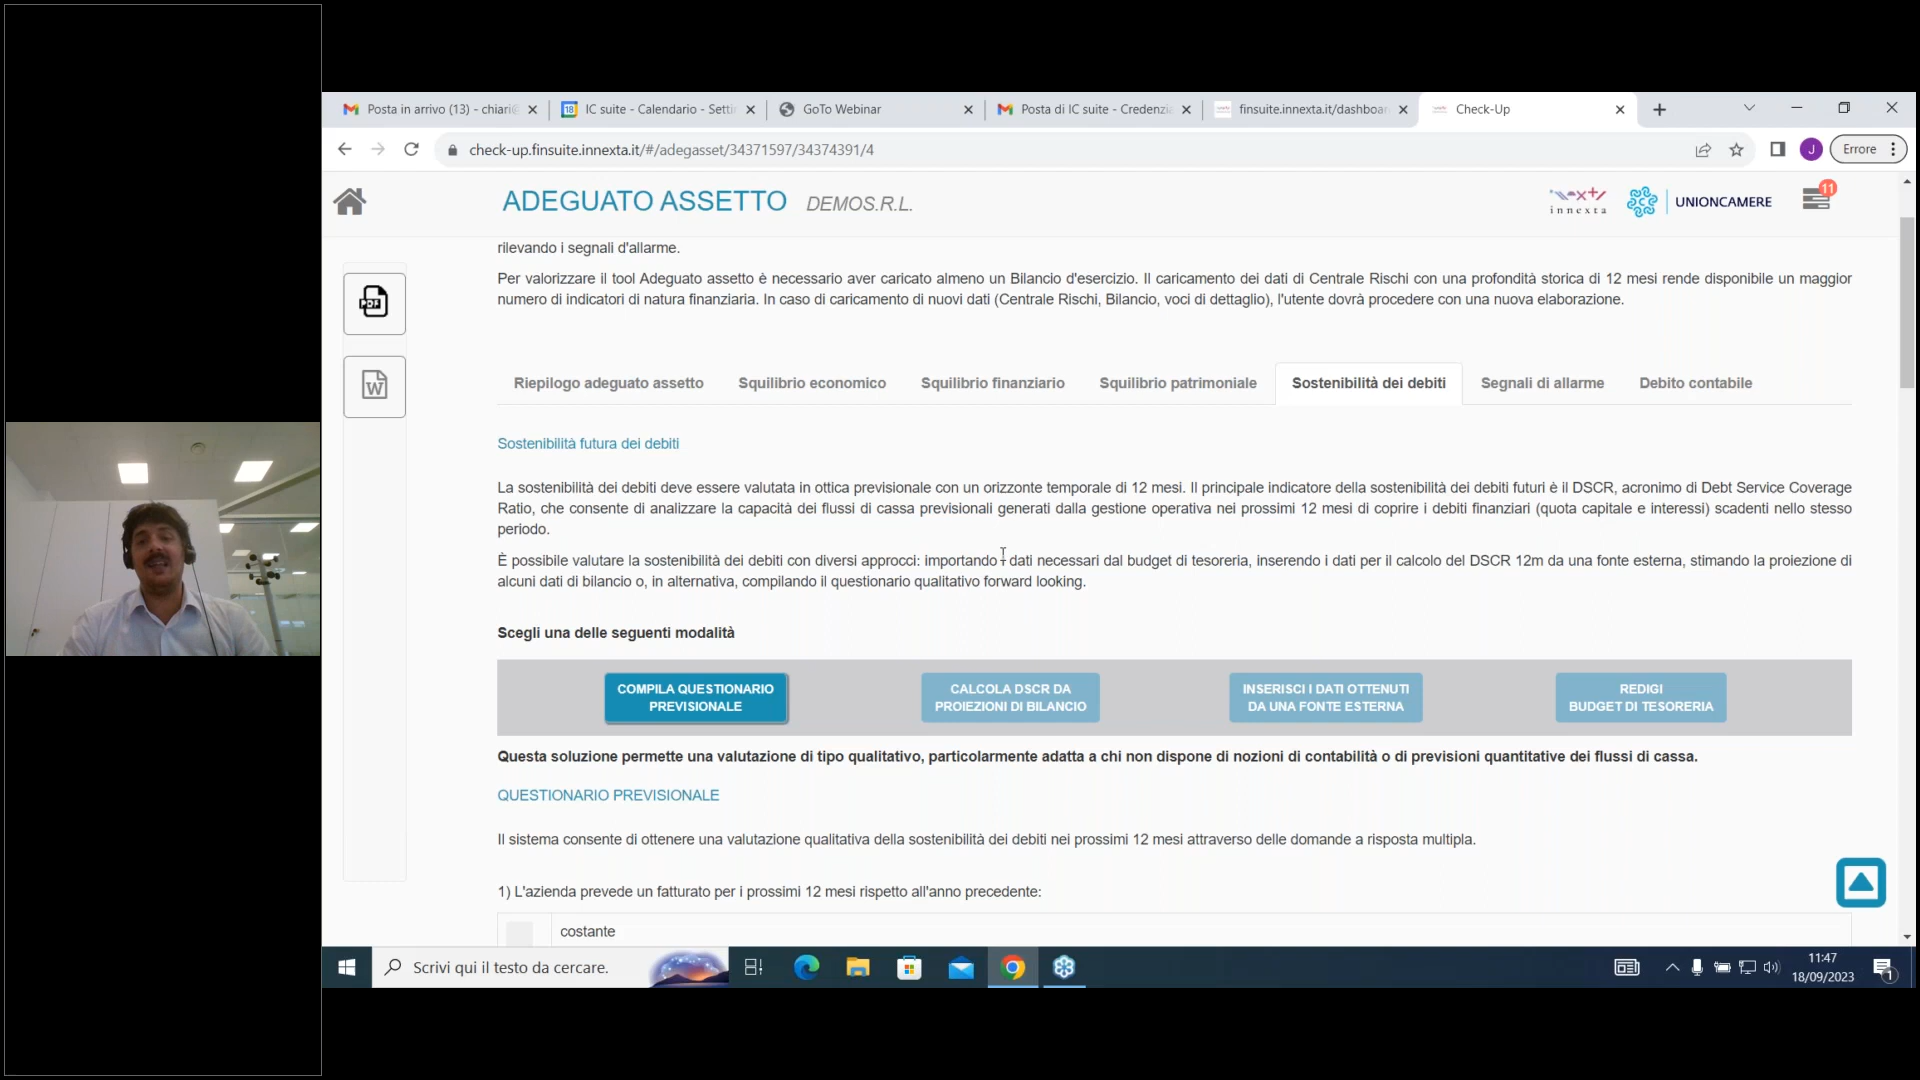 Posta in arrivo (13) - chiari@
IC suite - Calendario - Setti
GoTo Webinar
Posta di IC suite - Credenzia
finsuite.innexta.it/dashboar
Check-Up
check-up.finsuite.innexta.it/#/adegasset/34371597/34374391/4
J
Errore
ADEGUATO ASSETTO DEMOS.R.L.
innexta
UNIONCAMERE
11
rilevando i segnali d'allarme.
Per valorizzare il tool Adeguato assetto è necessario aver caricato almeno un Bilancio d'esercizio. Il caricamento dei dati di Centrale Rischi con una profondità storica di 12 mesi rende disponibile un maggior
numero di indicatori di natura finanziaria. In caso di caricamento di nuovi dati (Centrale Rischi, Bilancio, voci di dettaglio), l'utente dovrà procedere con una nuova elaborazione.
PDF
W
Riepilogo adeguato assetto
Squilibrio economico
Squilibrio finanziario
Squilibrio patrimoniale
Sostenibilità dei debiti
Segnali di allarme
Debito contabile
Sostenibilità futura dei debiti
La sostenibilità dei debiti deve essere valutata in ottica previsionale con un orizzonte temporale di 12 mesi. Il principale indicatore della sostenibilità dei debiti futuri è il DSCR, acronimo di Debt Service Coverage
Ratio, che consente di analizzare la capacità dei flussi di cassa previsionali generati dalla gestione operativa nei prossimi 12 mesi di coprire i debiti finanziari (quota capitale e interessi) scadenti nello stesso
periodo.
È possibile valutare la sostenibilità dei debiti con diversi approcci: importando i dati necessari dal budget di tesoreria, inserendo i dati per il calcolo del DSCR 12m da una fonte esterna, stimando la proiezione di
alcuni dati di bilancio o, in alternativa, compilando il questionario qualitativo forward looking.
Scegli una delle seguenti modalità
COMPILA QUESTIONARIO
PREVISIONALE
CALCOLA DSCR DA
PROIEZIONI DI BILANCIO
INSERISCI I DATI OTTENUTI
DA UNA FONTE ESTERNA
REDIGI
BUDGET DI TESORERIA
Questa soluzione permette una valutazione di tipo qualitativo, particolarmente adatta a chi non dispone di nozioni di contabilità o di previsioni quantitative dei flussi di cassa.
QUESTIONARIO PREVISIONALE
Il sistema consente di ottenere una valutazione qualitativa della sostenibilità dei debiti nei prossimi 12 mesi attraverso delle domande a risposta multipla.
1) L'azienda prevede un fatturato per i prossimi 12 mesi rispetto all'anno precedente:
costante
Scrivi qui il testo da cercare.
11:47
18/09/2023
1